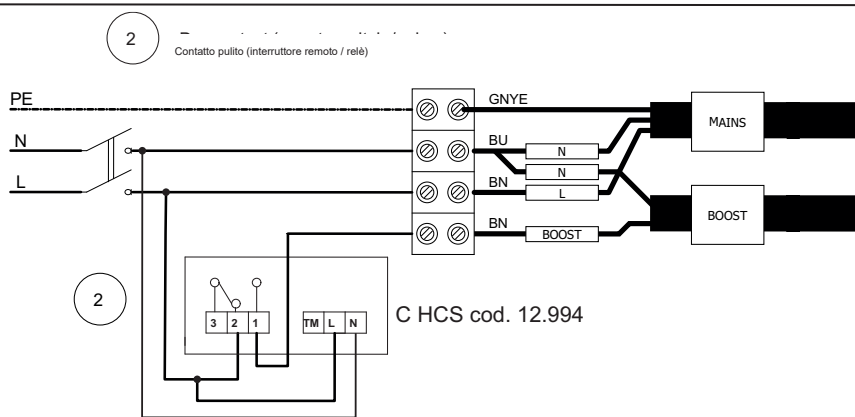 2
Contatto pulito (interruttore remoto / relè)
PE
GNYE
MAINS
N
BU
N
N
L
BN
L
BN
BOOST
BOOST
2
3 2 1
TM L N
C HCS cod. 12.994